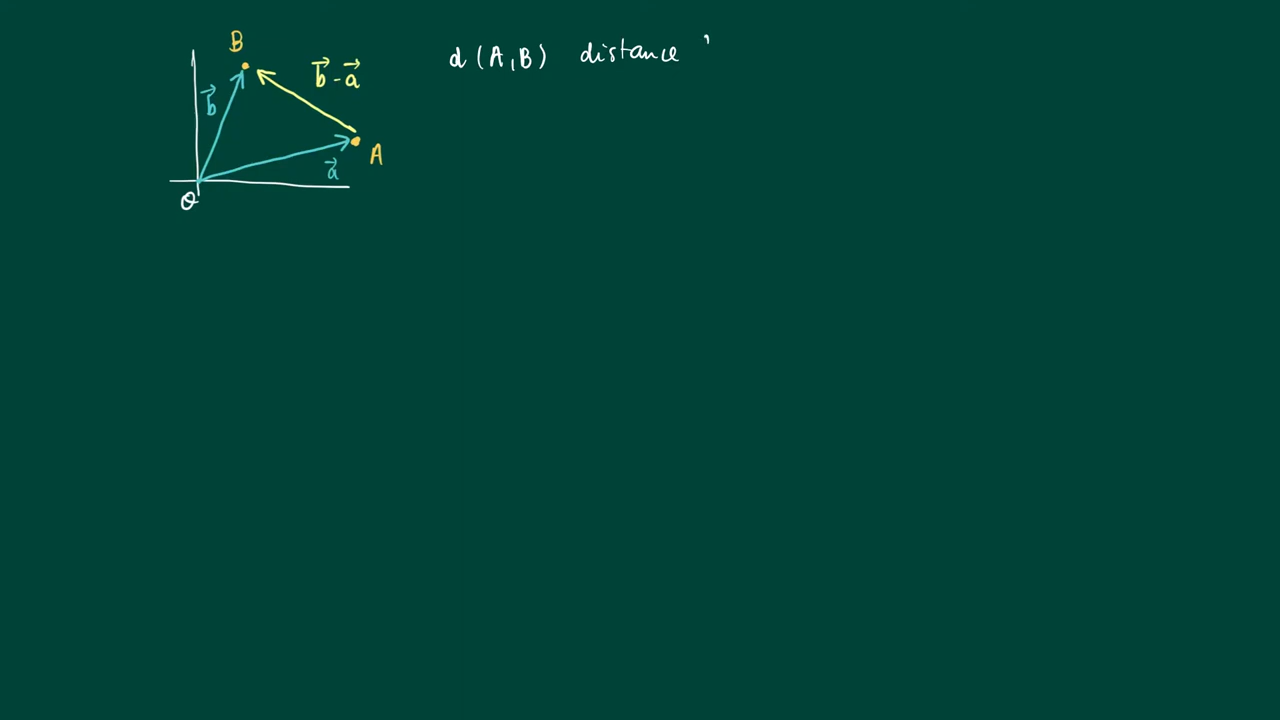 B
d (A,B) distance
b⃗ - a⃗
b⃗
A
a⃗
O